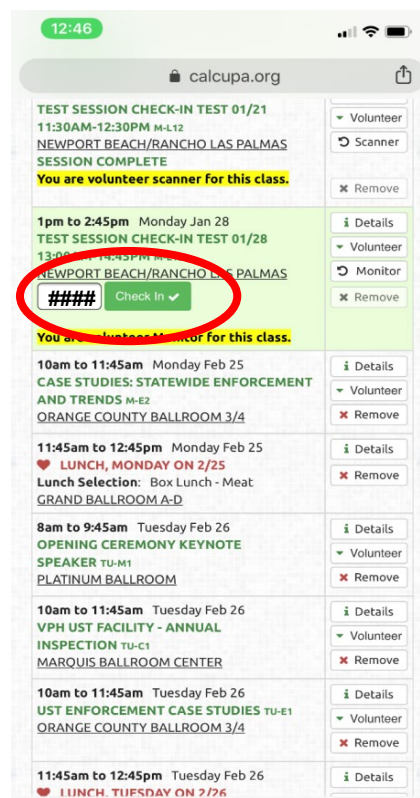 12:46
calcupa.org
TEST SESSION CHECK-IN TEST 01/21
11:30AM-12:30PM M-L12
NEWPORT BEACH/RANCHO LAS PALMAS
SESSION COMPLETE
You are volunteer scanner for this class.
Volunteer
Scanner
Remove
1pm to 2:45pm Monday Jan 28
TEST SESSION CHECK-IN TEST 01/28
NEWPORT BEACH/RANCHO LAS PALMAS
#### Check In
You are volunteer Monitor for this class.
Details
Volunteer
Monitor
Remove
10am to 11:45am Monday Feb 25
CASE STUDIES: STATEWIDE ENFORCEMENT
AND TRENDS M-E2
ORANGE COUNTY BALLROOM 3/4
Details
Volunteer
Remove
11:45am to 12:45pm Monday Feb 25
LUNCH, MONDAY ON 2/25
Lunch Selection: Box Lunch - Meat
GRAND BALLROOM A-D
Details
Remove
8am to 9:45am Tuesday Feb 26
OPENING CEREMONY KEYNOTE
SPEAKER TU-M1
PLATINUM BALLROOM
Details
Volunteer
Remove
10am to 11:45am Tuesday Feb 26
VPH UST FACILITY - ANNUAL
INSPECTION TU-C1
MARQUIS BALLROOM CENTER
Details
Volunteer
Remove
10am to 11:45am Tuesday Feb 26
UST ENFORCEMENT CASE STUDIES TU-E1
ORANGE COUNTY BALLROOM 3/4
Details
Volunteer
Remove
11:45am to 12:45pm Tuesday Feb 26
LUNCH, TUESDAY ON 2/26
Details